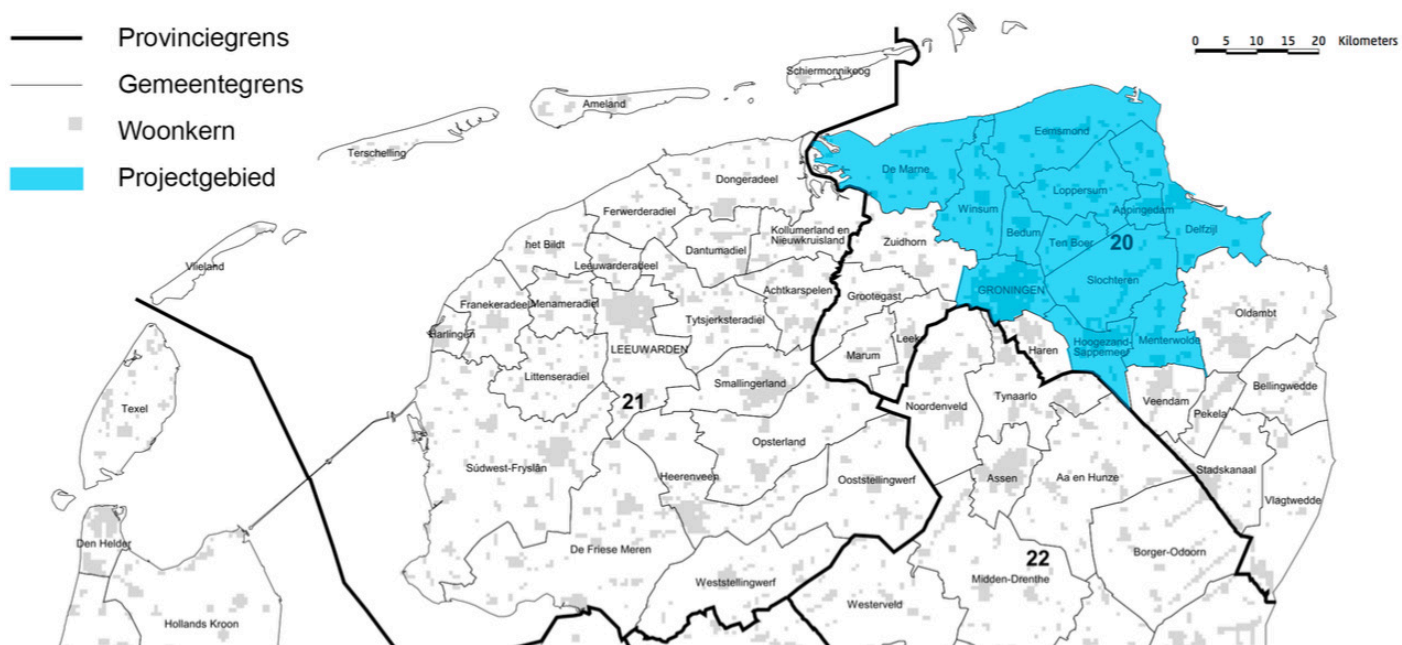 Provinciegrens
Gemeentegrens
Woonkern
Projectgebied
0 5 10 15 20 Kilometers
Schiermonnikoog
Ameland
Terschelling
Vlieland
Texel
Den Helder
Hollands Kroon
Dongeradeel
Ferwerderadiel
Kollumerland en
Nieuwkruisland
het Bildt
Dantumadiel
Leeuwarderadeel
Achtkarspelen
Franekeradeel
Menameradiel
Tytsjerksteradiel
Harlingen
LEEUWARDEN
Littenseradiel
Smallingerland
21
Opsterland
Súdwest-Fryslân
Heerenveen
Ooststellingwerf
De Friese Meren
Weststellingwerf
De Marne
Eemsmond
Winsum
Loppersum
Appingedam
Bedum
Ten Boer
20
Delfzijl
Zuidhorn
GRONINGEN
Slochteren
Grootegast
Oldambt
Marum
Leek
Haren
Hoogezand-
Sappemeer
Menterwolde
Noordenveld
Tynaarlo
Veendam
Pekela
Bellingwedde
Assen
Aa en Hunze
Stadskanaal
Vlagtwedde
22
Borger-Odoorn
Midden-Drenthe
Westerveld